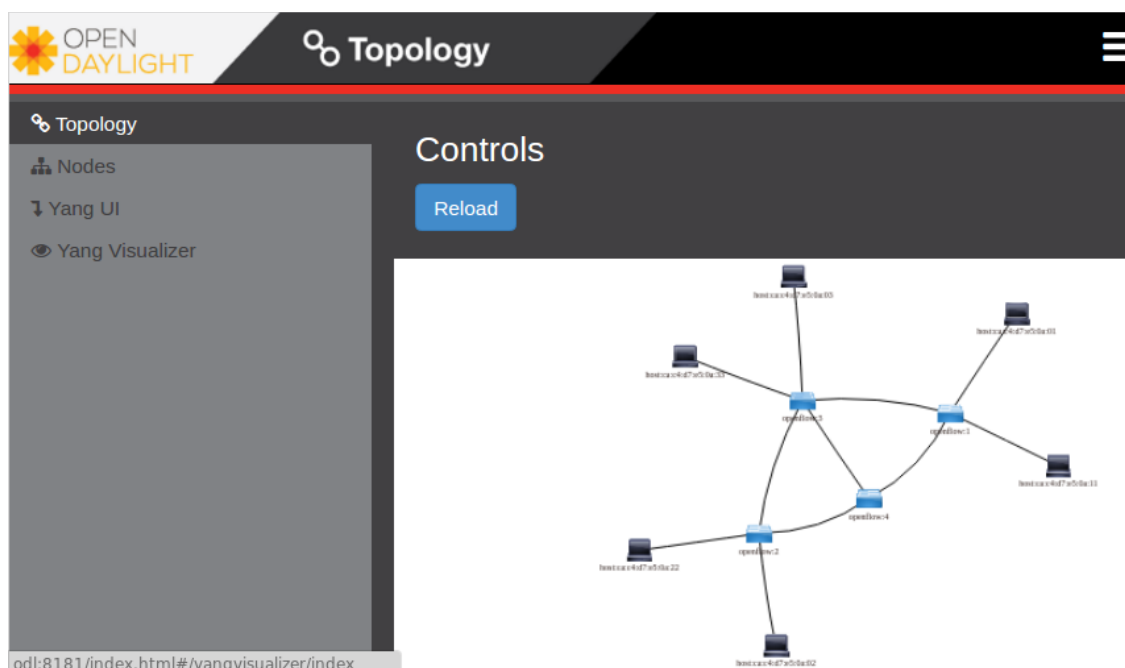 OPEN
DAYLIGHT
Topology
Topology
Nodes
Yang UI
Yang Visualizer
Controls
Reload
openflow:3
openflow:1
openflow:4
openflow:2
odl:8181/index.html#/yangvisualizer/index